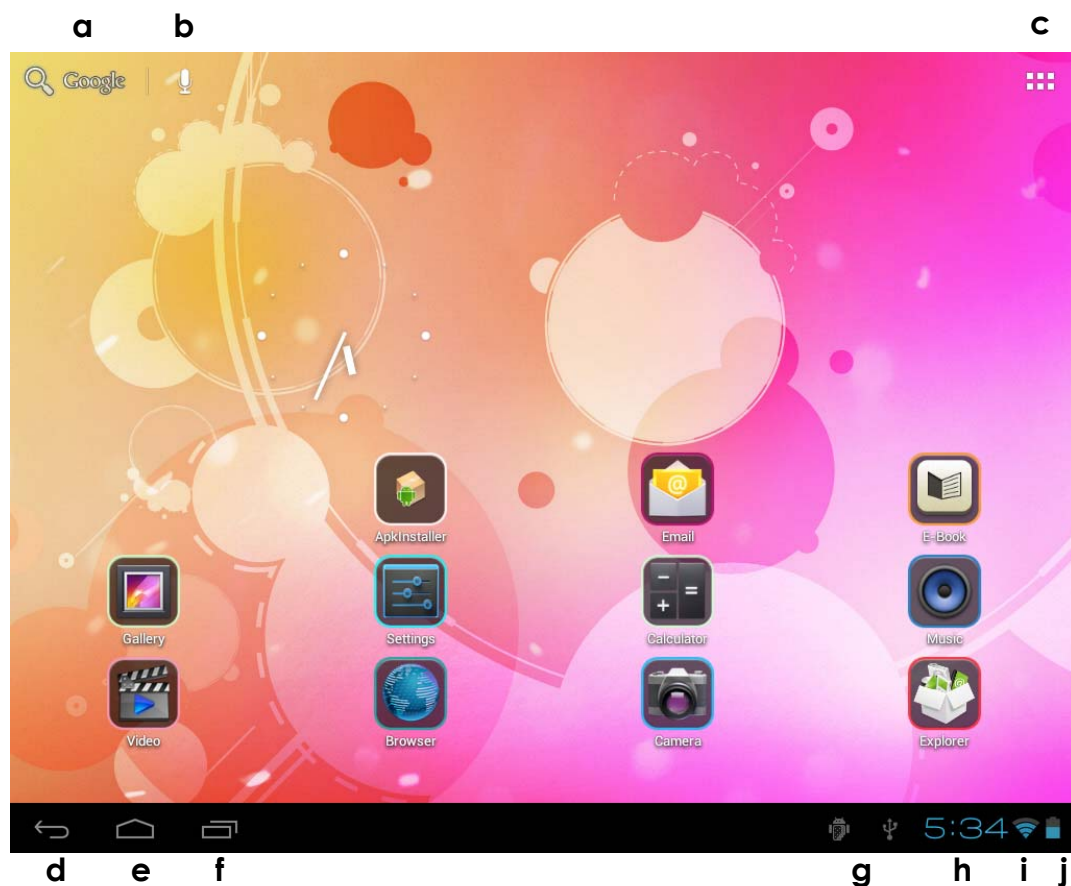 a b c
Google
ApkInstaller Email E-Book
Gallery Settings Calculator Music
Video Browser Camera Explorer
5:34
d e f g h i j